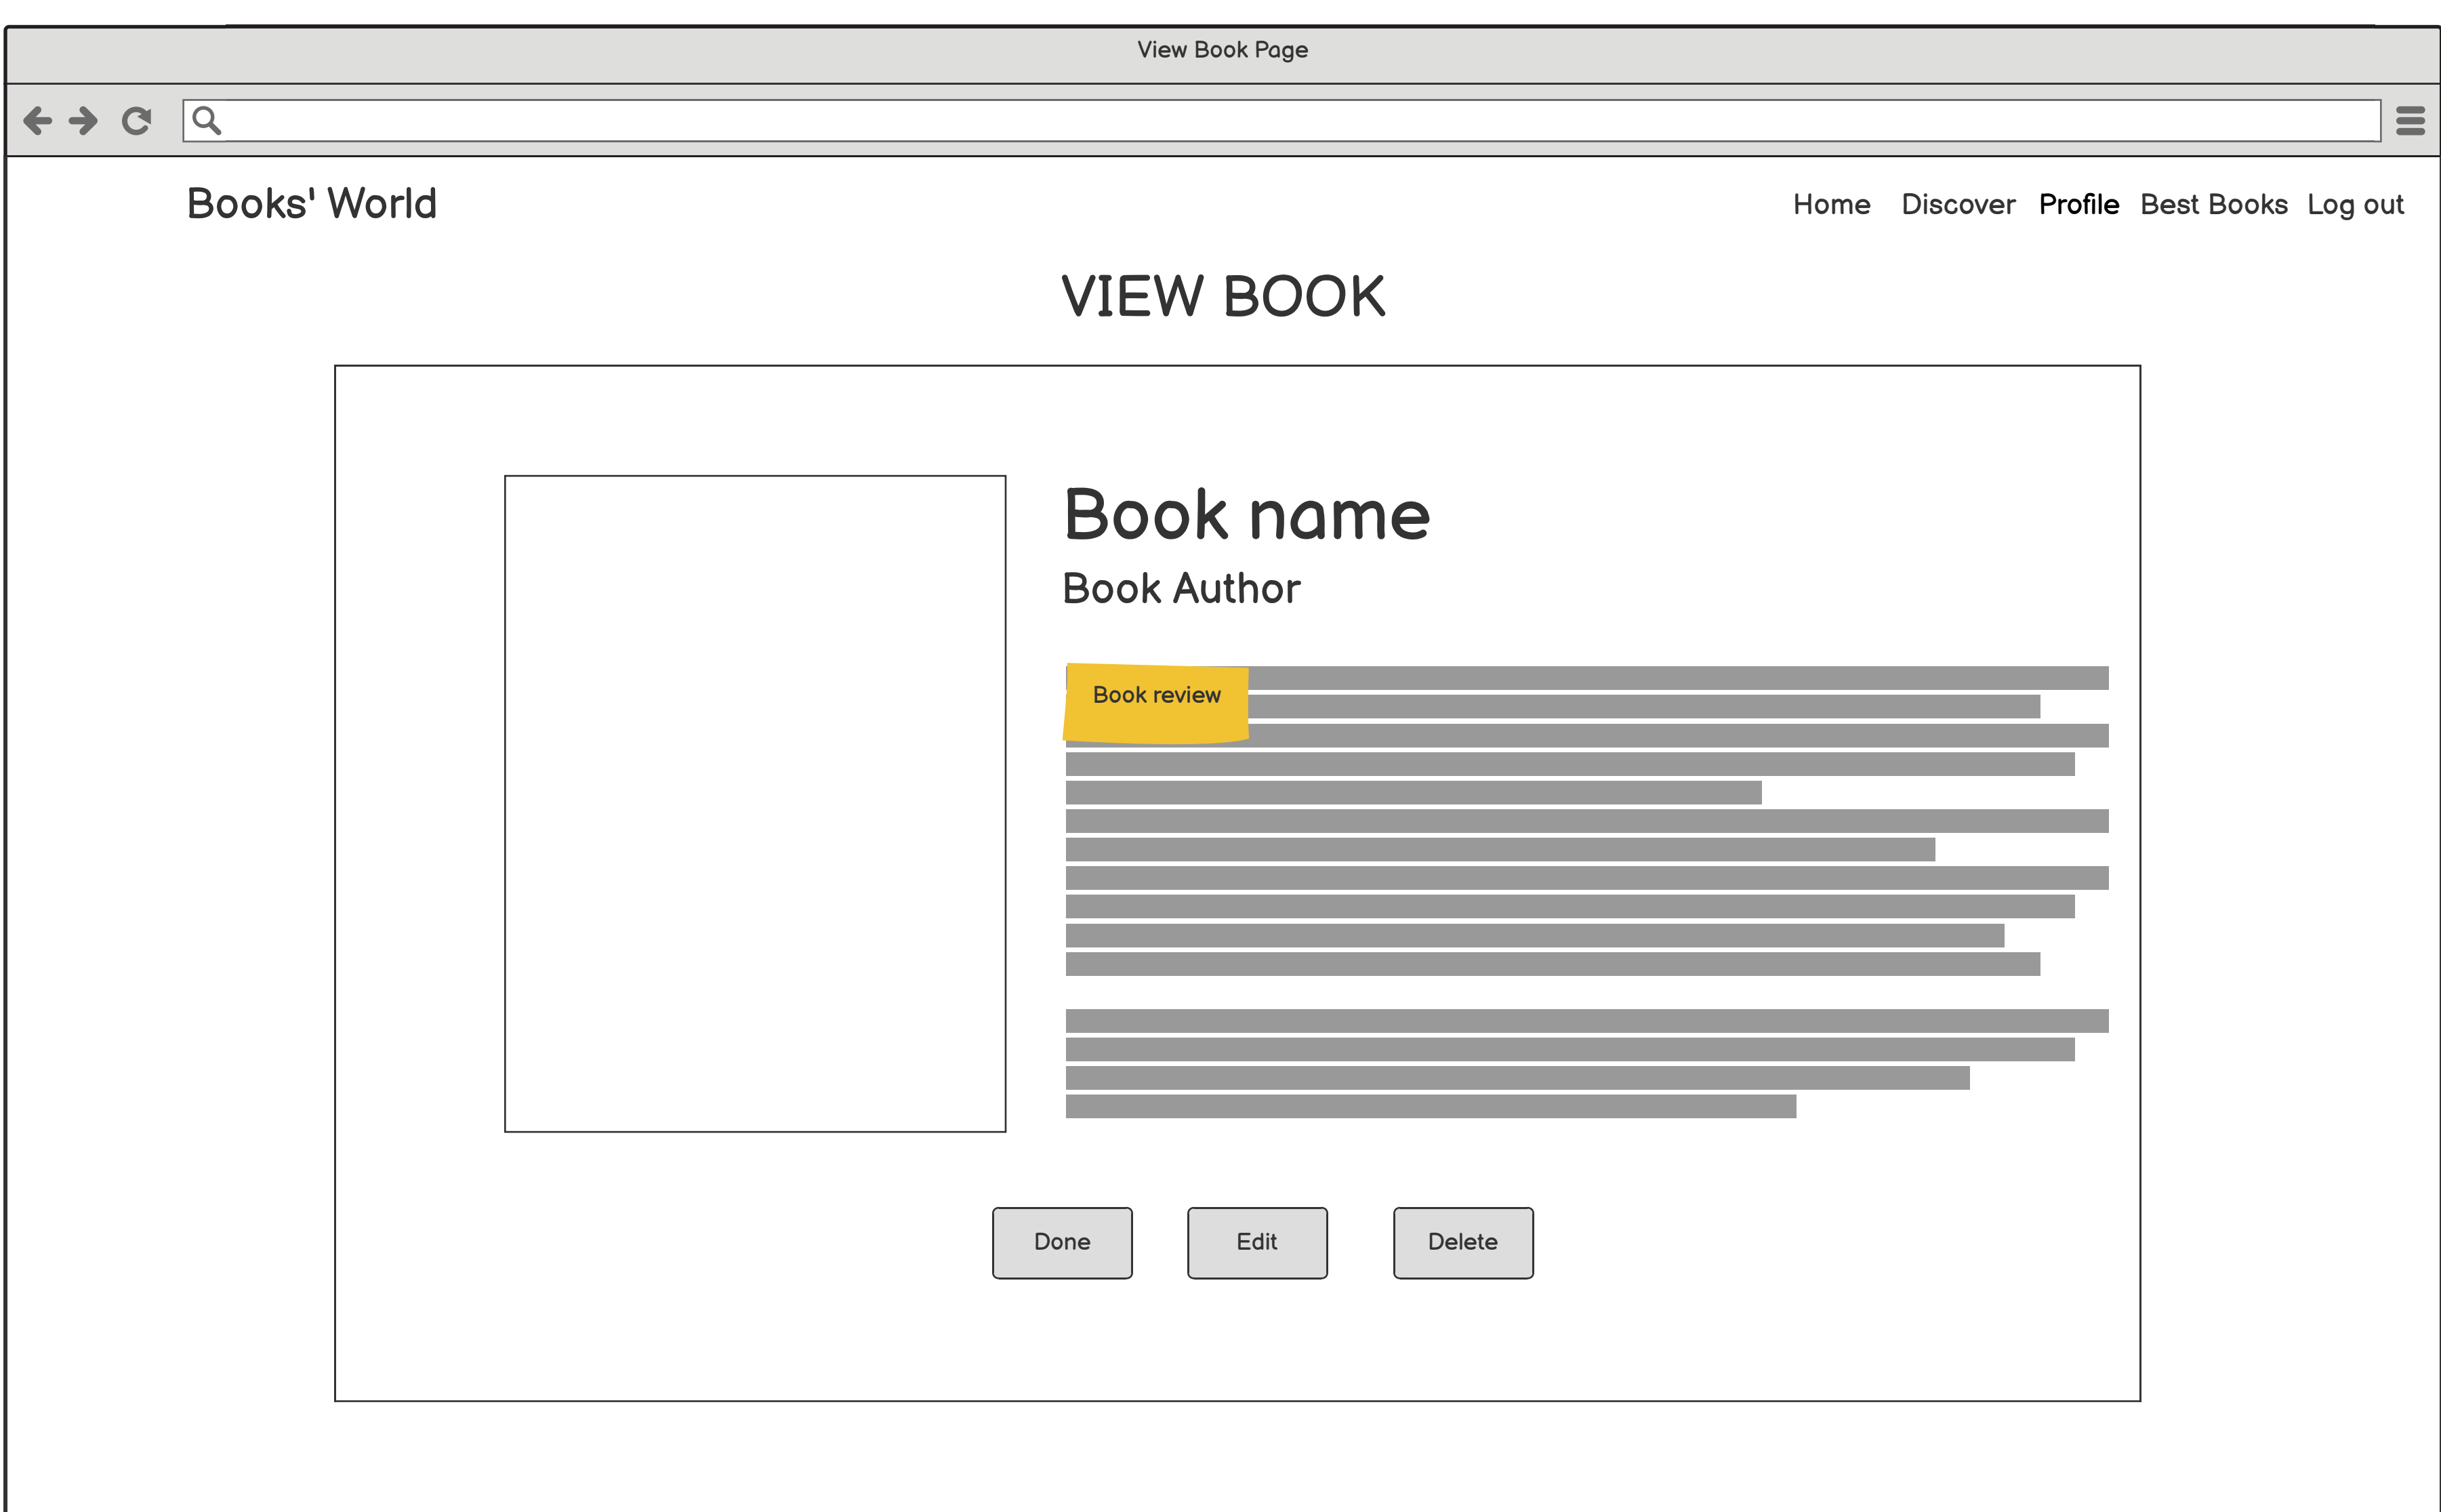 View Book Page
Books' World
Home Discover Profile Best Books Log out
VIEW BOOK
Book name
Book Author
Book review
Done Edit Delete